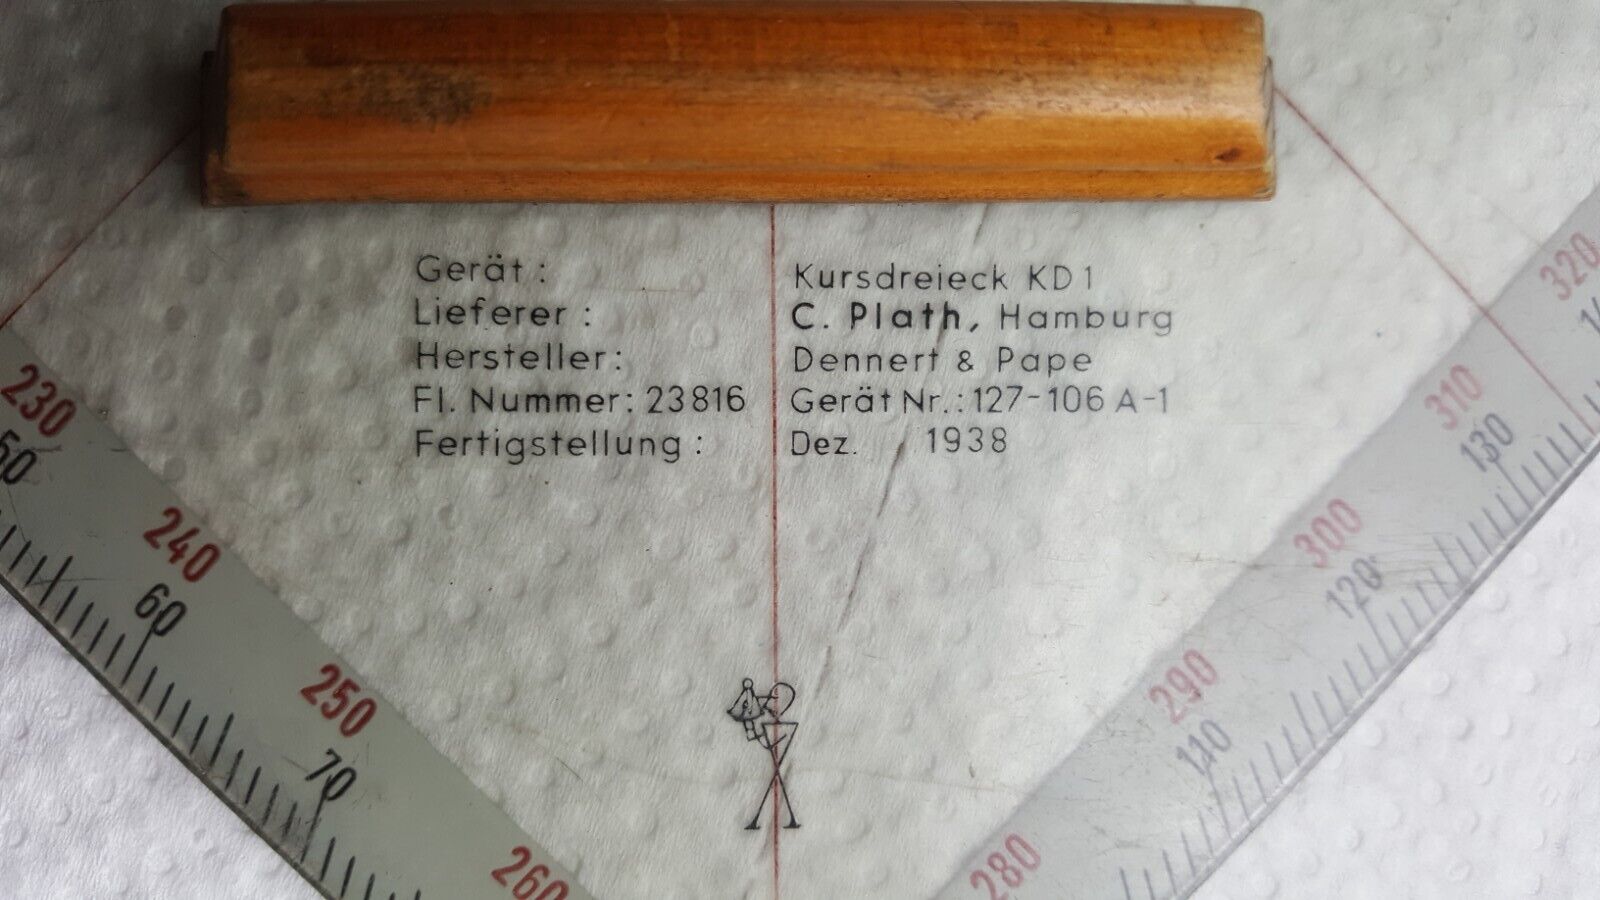 Gerät : Kursdreieck KD1
Lieferer : C. Plath, Hamburg
Hersteller: Dennert & Pape
Fl. Nummer: 23816 Gerät Nr.: 127-106 A-1
Fertigstellung : Dez. 1938
230
240
60
250
70
260
320
310
130
300
120
290
110
280